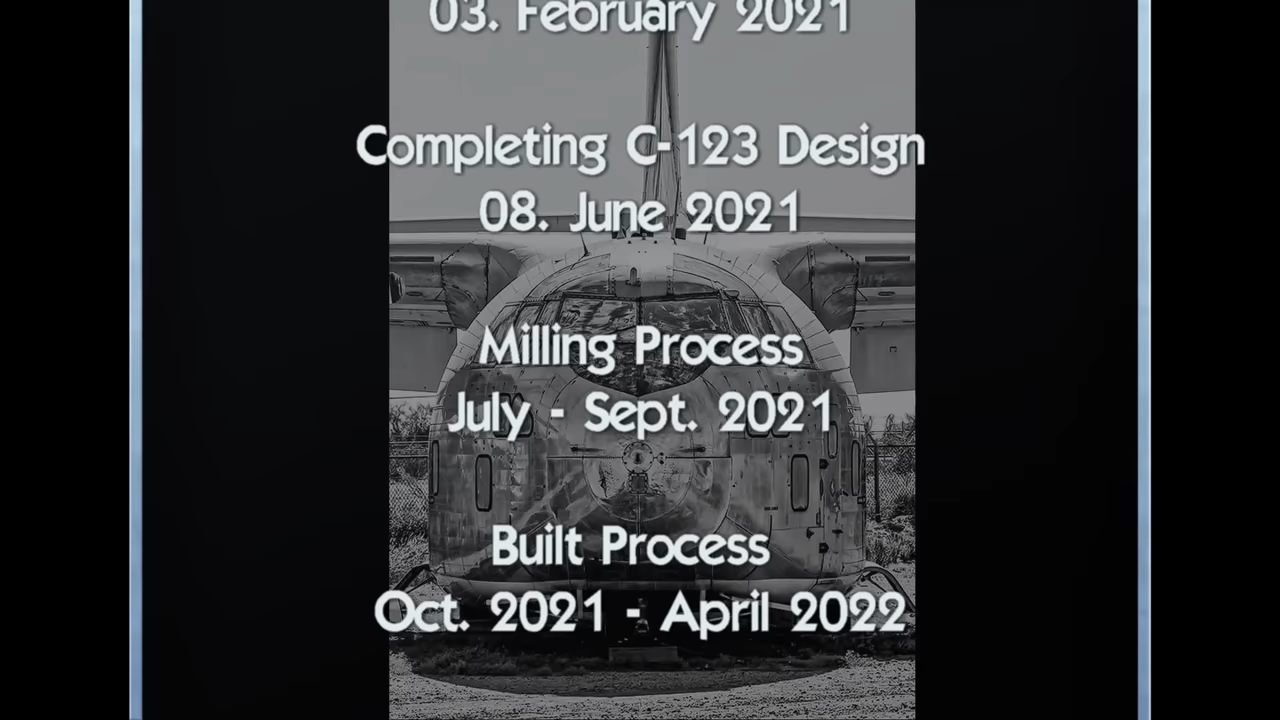 03. February 2021
Completing C-123 Design
08. June 2021
Milling Process
July - Sept. 2021
Built Process
Oct. 2021 - April 2022